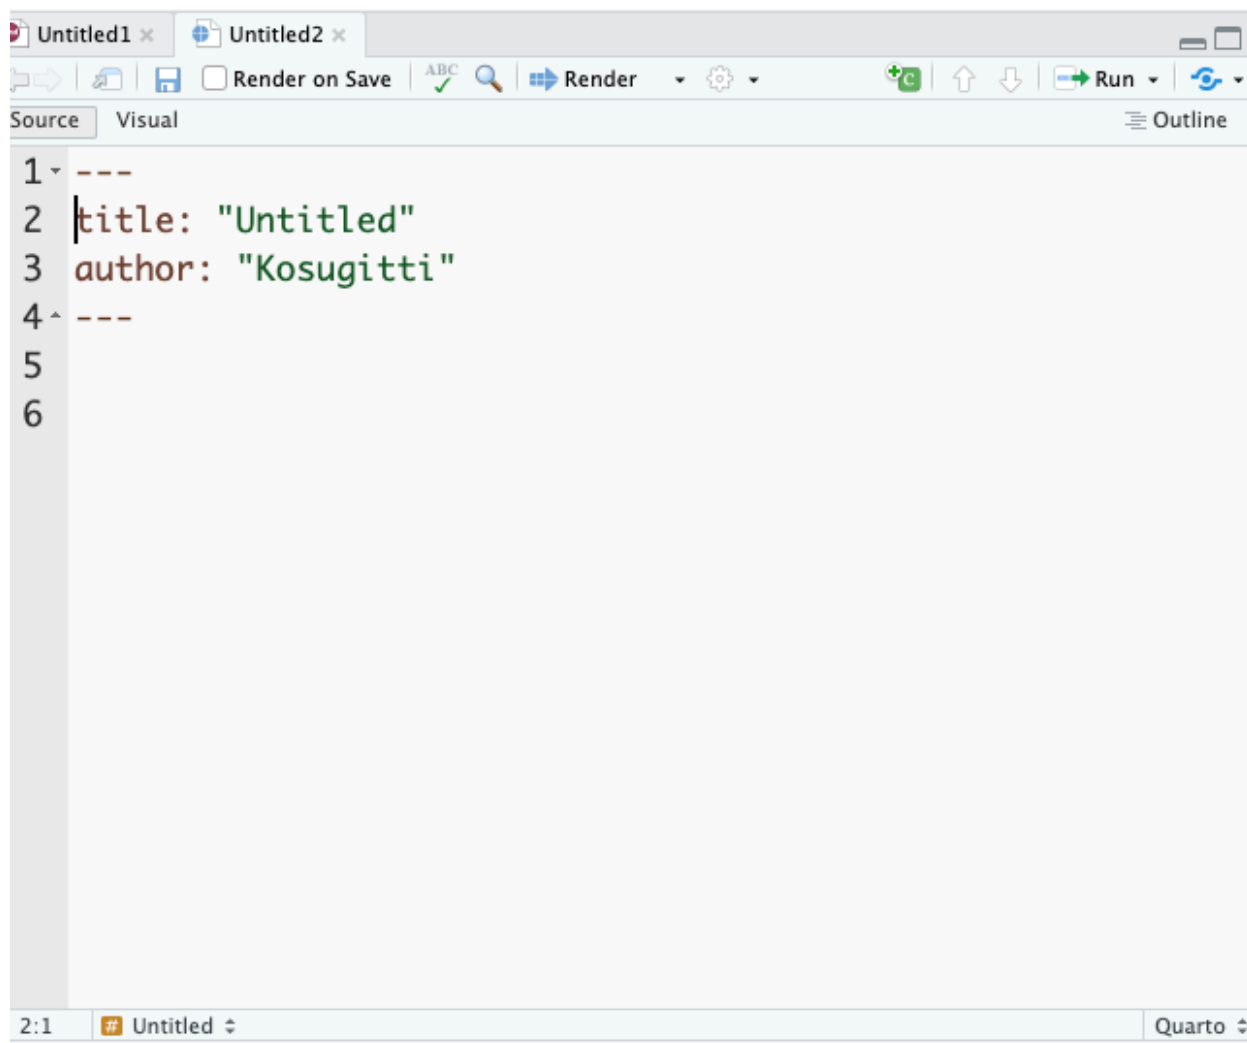 Untitled1 × Untitled2 ×
Render on Save ABC Render C Run
Source Visual Outline
1 ---
2 title: "Untitled"
3 author: "Kosugitti"
4 ---
5
6
2:1 # Untitled Quarto